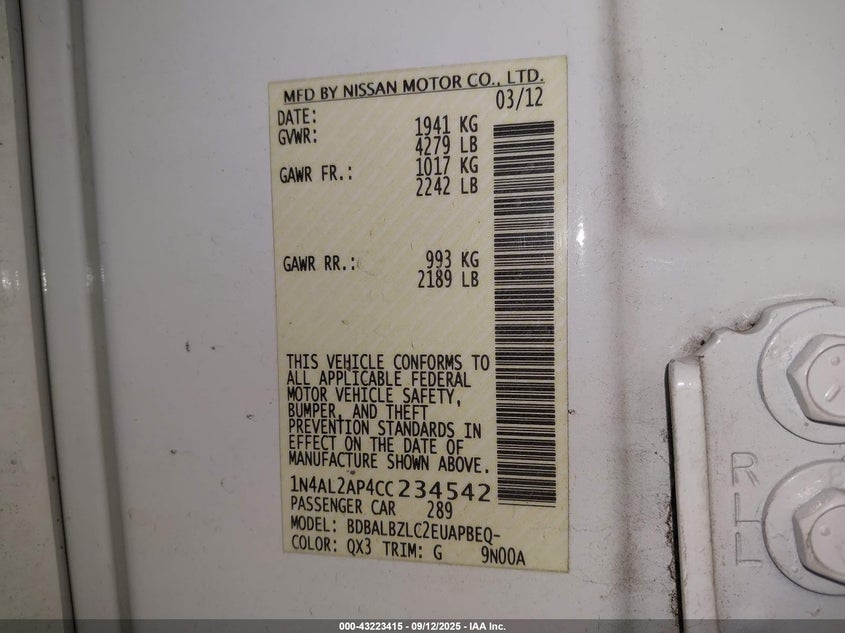 MFD BY NISSAN MOTOR CO., LTD.
DATE: 03/12
GVWR: 1941 KG
4279 LB
GAWR FR.: 1017 KG
2242 LB
GAWR RR.: 993 KG
2189 LB
THIS VEHICLE CONFORMS TO
ALL APPLICABLE FEDERAL
MOTOR VEHICLE SAFETY,
BUMPER, AND THEFT
PREVENTION STANDARDS IN
EFFECT ON THE DATE OF
MANUFACTURE SHOWN ABOVE.
1N4AL2AP4CC234542
PASSENGER CAR 289
MODEL: BDBALBZLC2EUAPBEQ-
COLOR: QX3 TRIM: G 9N00A
RLL
000-43223415 - 09/12/2025 - IAA Inc.